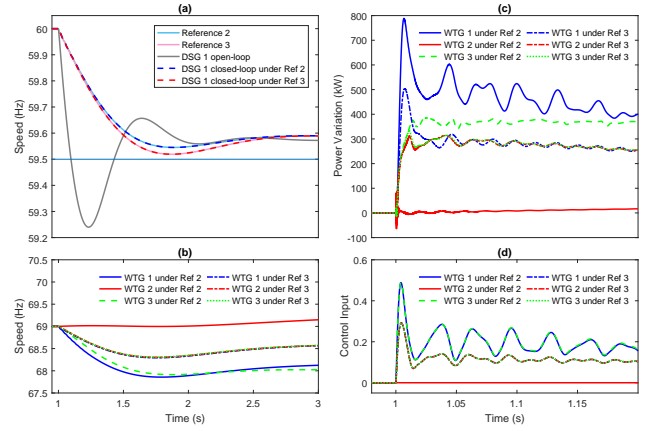 (a)
60
59.9
59.8
59.7
59.6
59.5
59.4
59.3
59.2
Speed (Hz)
Reference 2
Reference 3
DSG 1 open-loop
DSG 1 closed-loop under Ref 2
DSG 1 closed-loop under Ref 3
(c)
800
700
600
500
400
300
200
100
0
-100
Power Variation (kW)
WTG 1 under Ref 2
WTG 2 under Ref 2
WTG 3 under Ref 2
WTG 1 under Ref 3
WTG 2 under Ref 3
WTG 3 under Ref 3
(b)
70.5
70
69.5
69
68.5
68
67.5
Speed (Hz)
WTG 1 under Ref 2
WTG 2 under Ref 2
WTG 3 under Ref 2
WTG 1 under Ref 3
WTG 2 under Ref 3
WTG 3 under Ref 3
1
1.5
2
2.5
3
Time (s)
(d)
0.6
0.4
0.2
0
Control Input
WTG 1 under Ref 2
WTG 2 under Ref 2
WTG 3 under Ref 2
WTG 1 under Ref 3
WTG 2 under Ref 3
WTG 3 under Ref 3
1
1.05
1.1
1.15
Time (s)